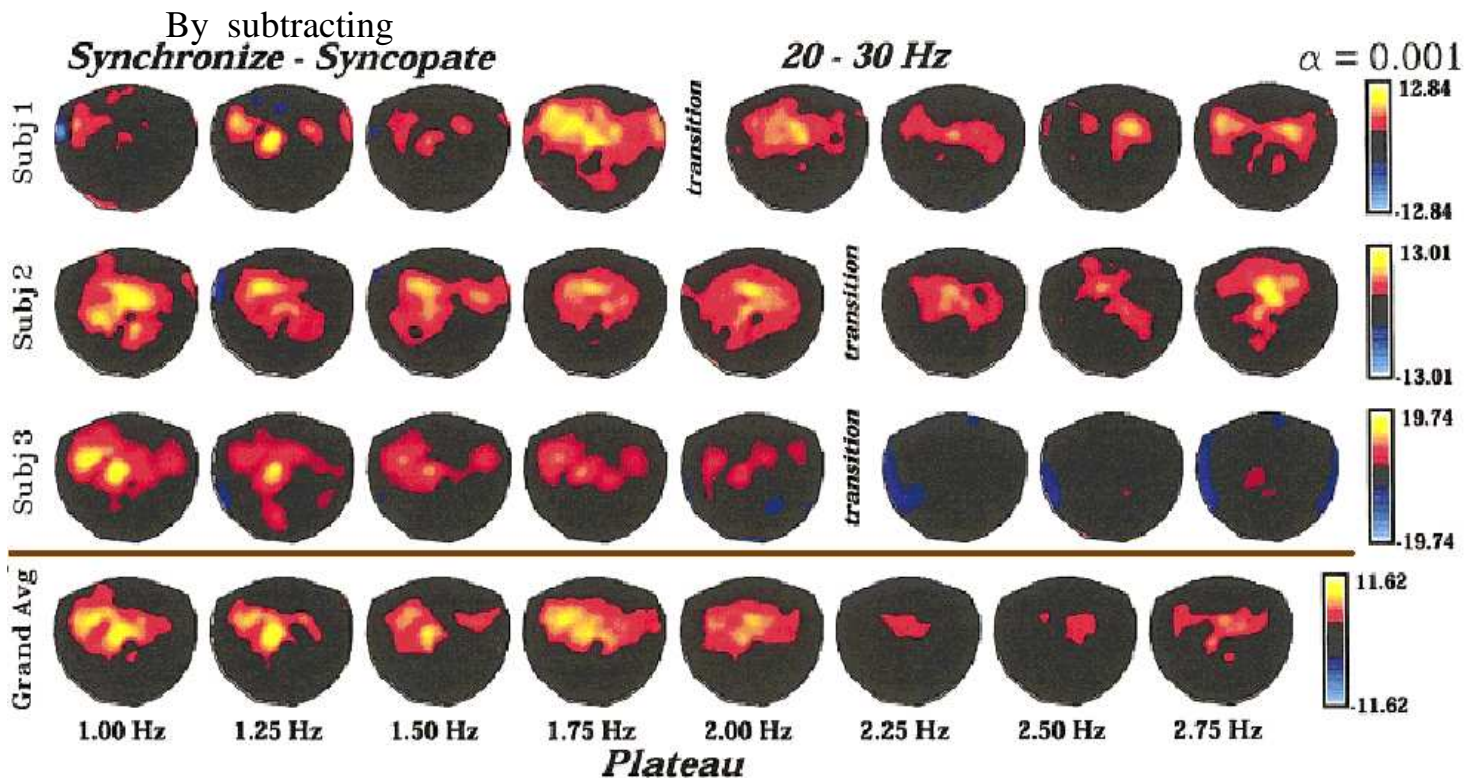 By subtracting
Synchronize - Syncopate 20 - 30 Hz α = 0.001
Subj 1 transition 12.84
-12.84
Subj 2 transition 13.01
-13.01
Subj 3 transition 19.74
-19.74
Grand Avg 11.62
-11.62
1.00 Hz 1.25 Hz 1.50 Hz 1.75 Hz 2.00 Hz 2.25 Hz 2.50 Hz 2.75 Hz
Plateau